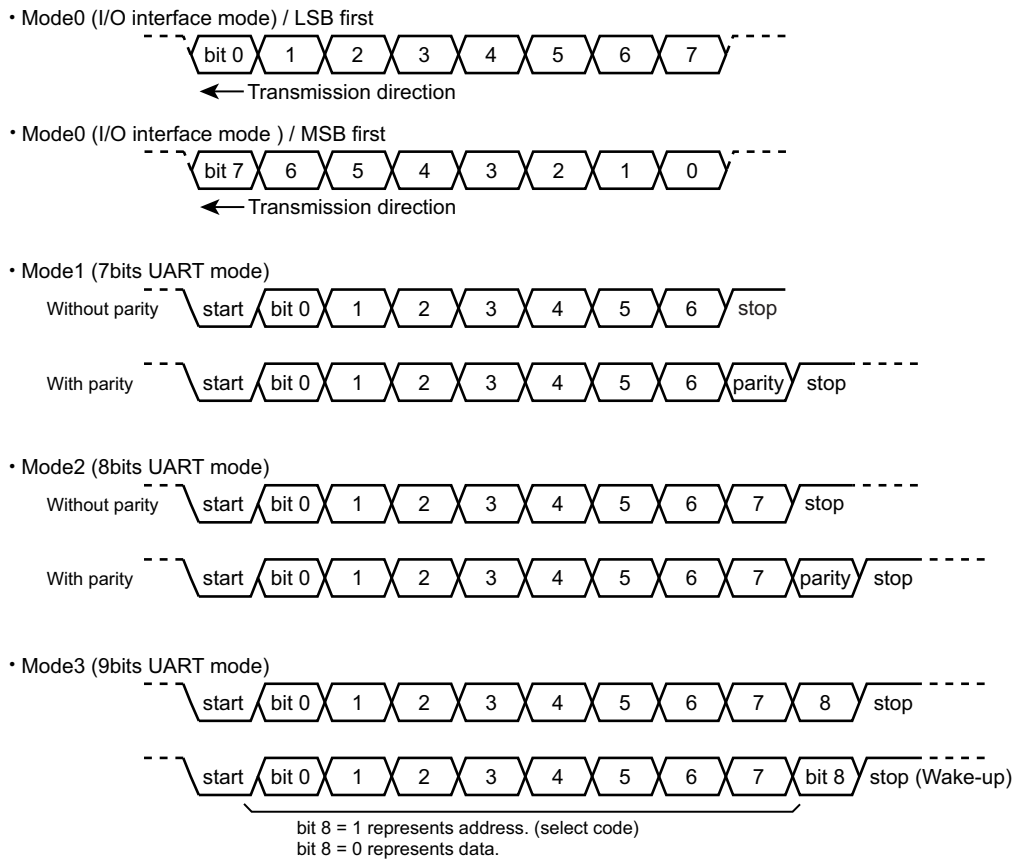 ・Mode0 (I/O interface mode) / LSB first
bit 0 1 2 3 4 5 6 7
Transmission direction
・Mode0 (I/O interface mode ) / MSB first
bit 7 6 5 4 3 2 1 0
Transmission direction
・Mode1 (7bits UART mode)
Without parity start bit 0 1 2 3 4 5 6 stop
With parity start bit 0 1 2 3 4 5 6 parity stop
・Mode2 (8bits UART mode)
Without parity start bit 0 1 2 3 4 5 6 7 stop
With parity start bit 0 1 2 3 4 5 6 7 parity stop
・Mode3 (9bits UART mode)
start bit 0 1 2 3 4 5 6 7 8 stop
start bit 0 1 2 3 4 5 6 7 bit 8 stop (Wake-up)
bit 8 = 1 represents address. (select code)
bit 8 = 0 represents data.